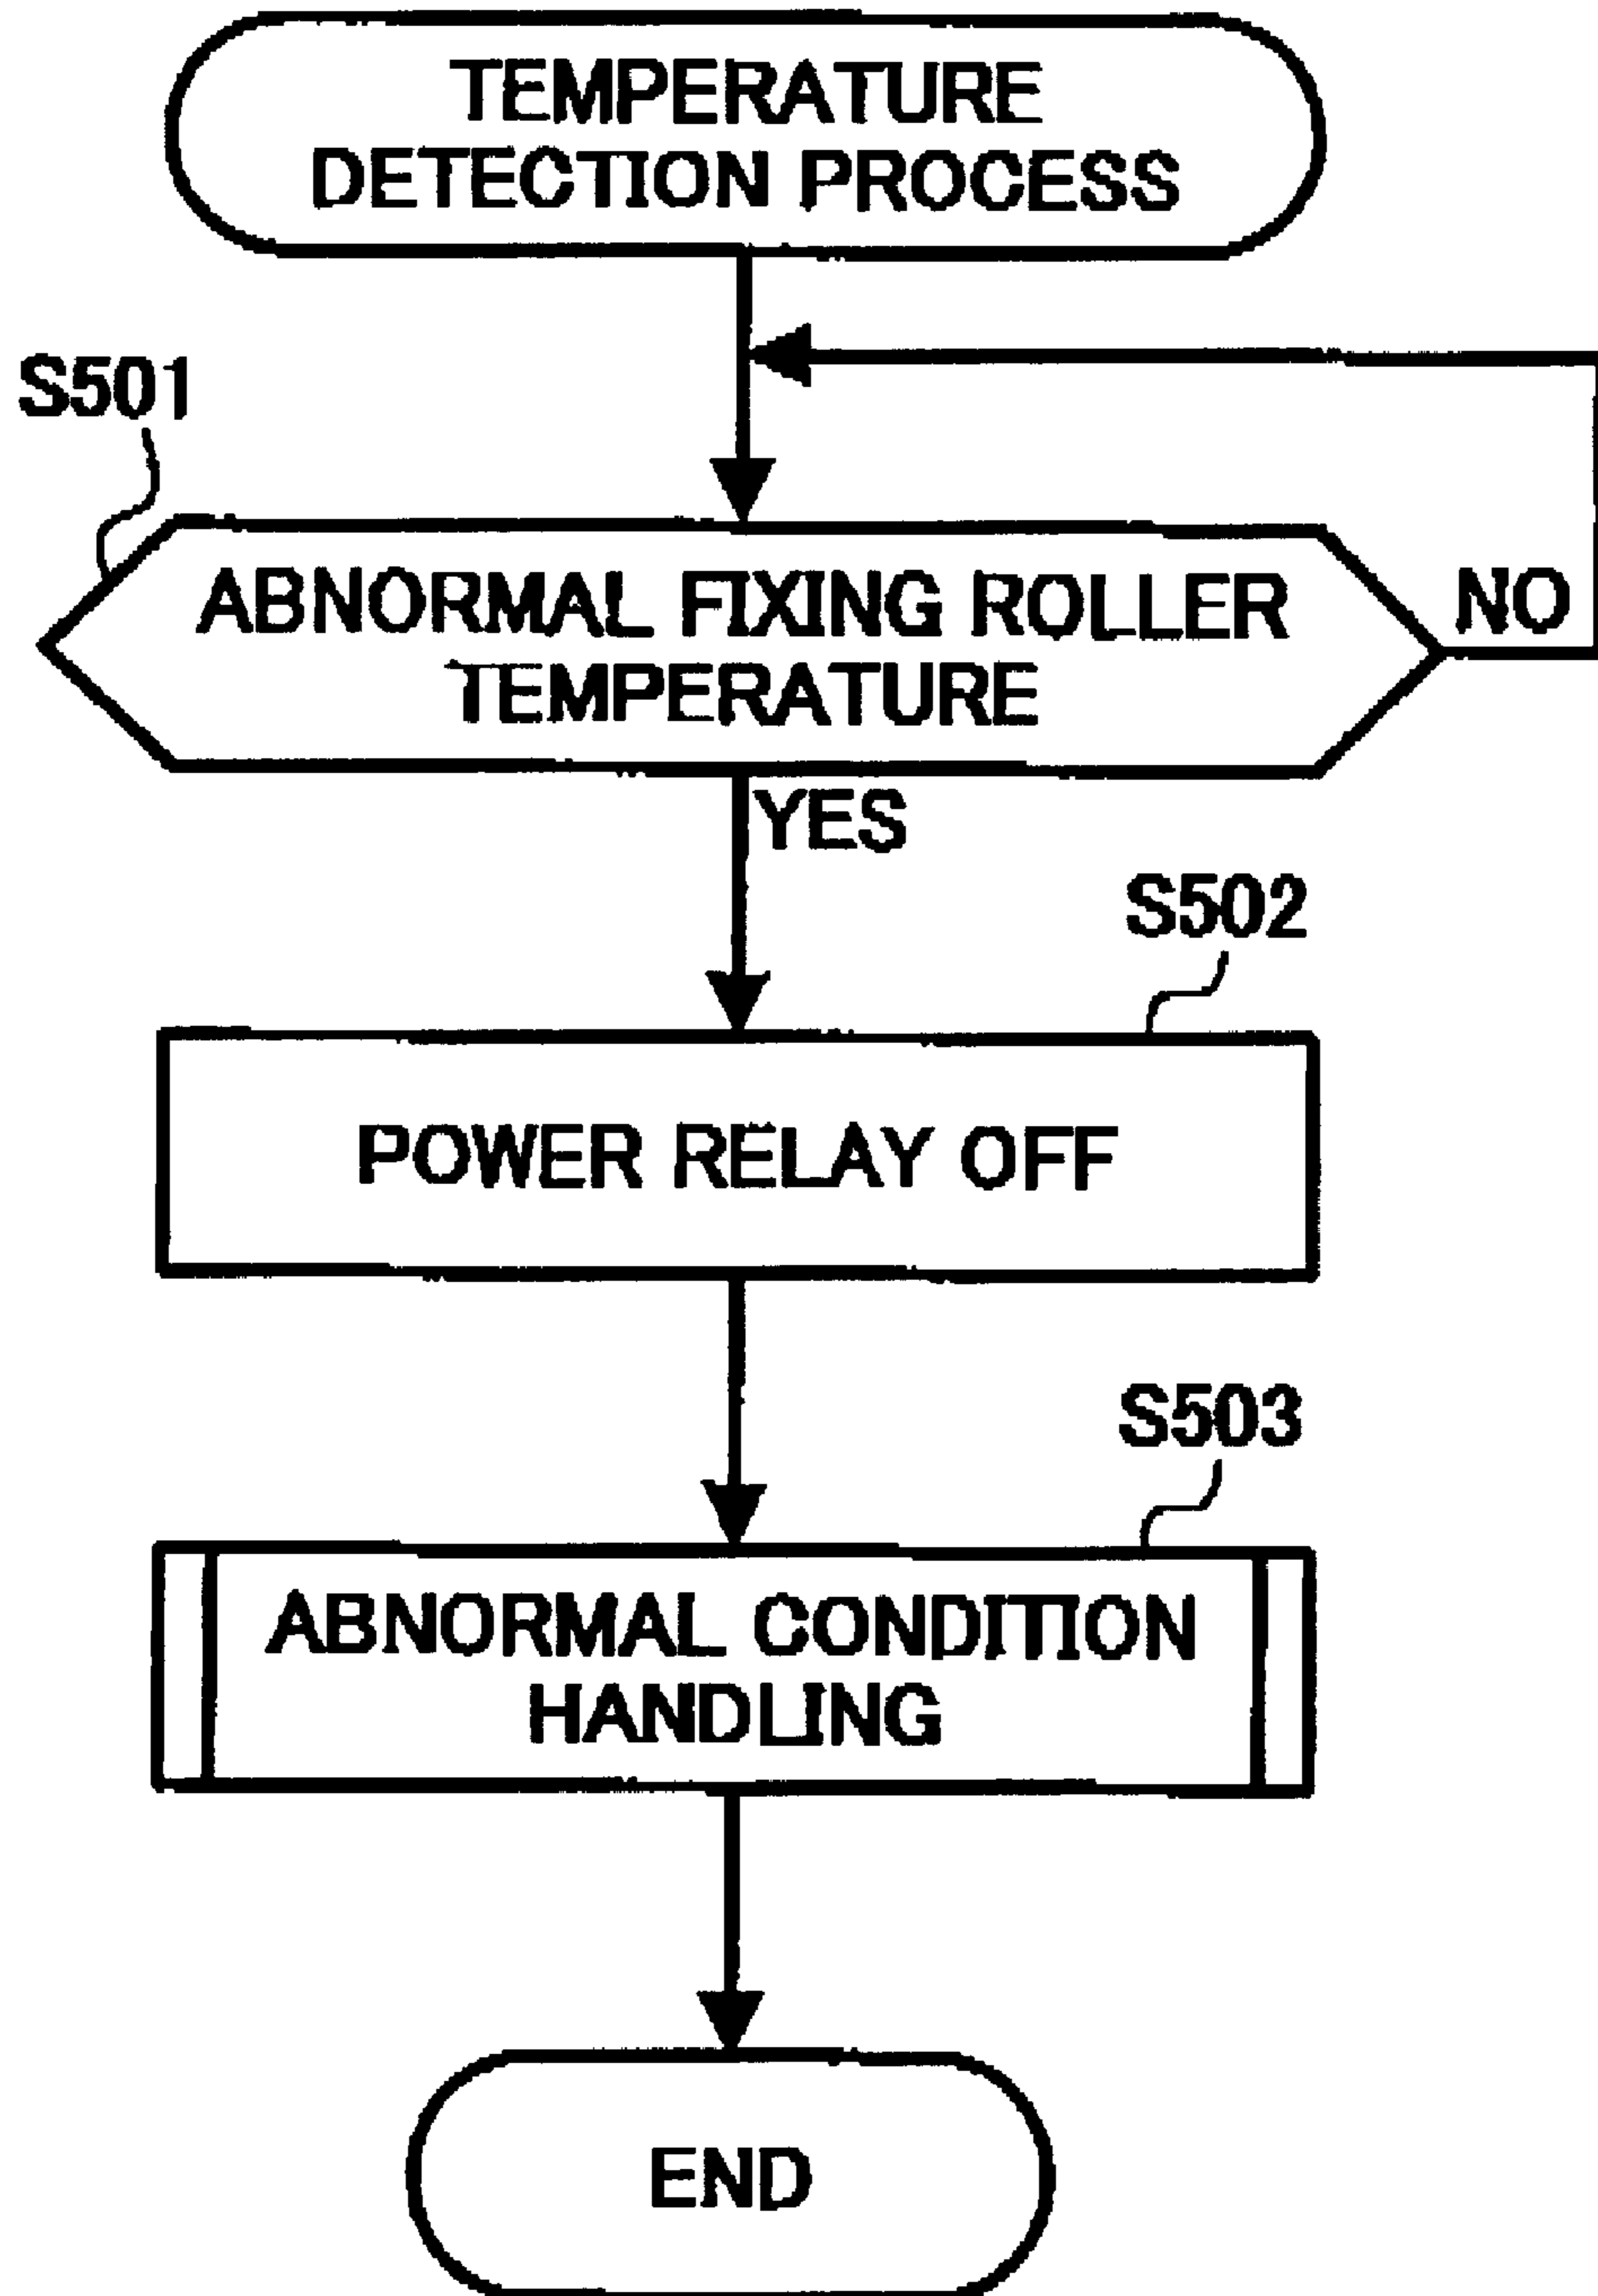 TEMPERATURE
DETECTION PROCESS
S501
ABNORMAL FIXING ROLLER
TEMPERATURE
NO
YES
S502
POWER RELAY OFF
S503
ABNORMAL CONDITION
HANDLING
END